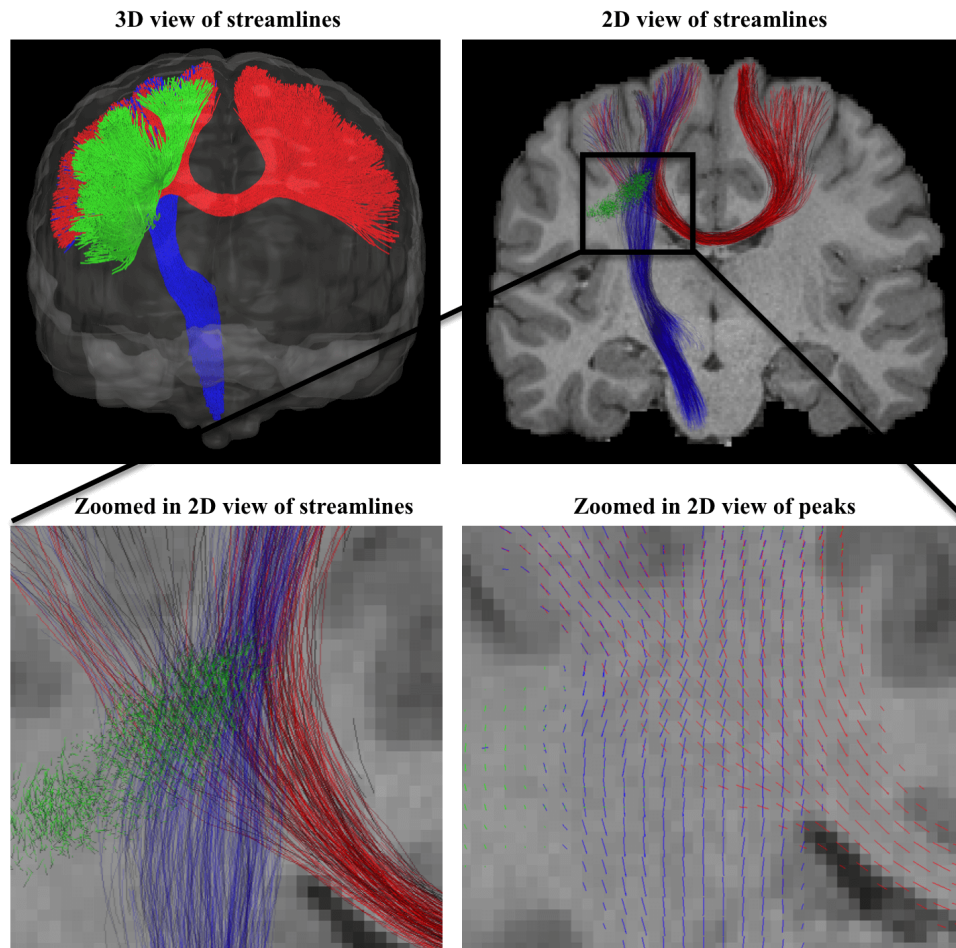 3D view of streamlines
2D view of streamlines
Zoomed in 2D view of streamlines
Zoomed in 2D view of peaks